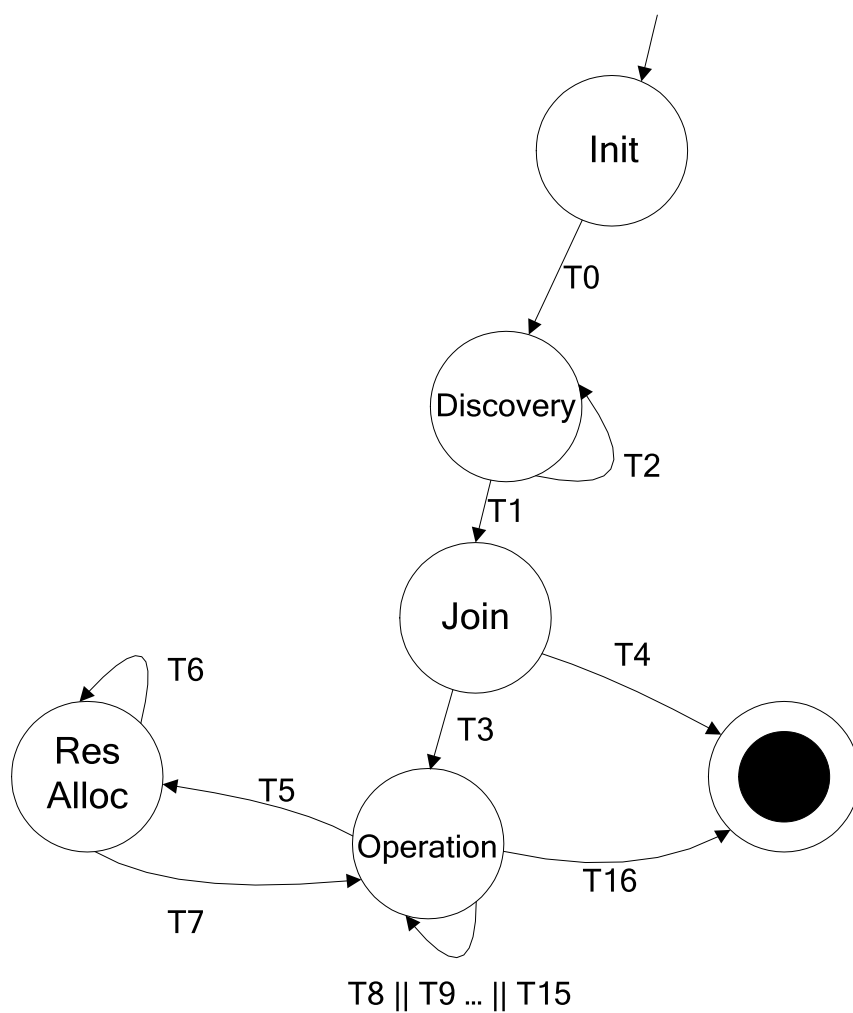 Init
T0
Discovery
T2
T1
Join
T4
T6
T3
Res
Alloc
T5
Operation
T16
T7
T8 || T9 ... || T15